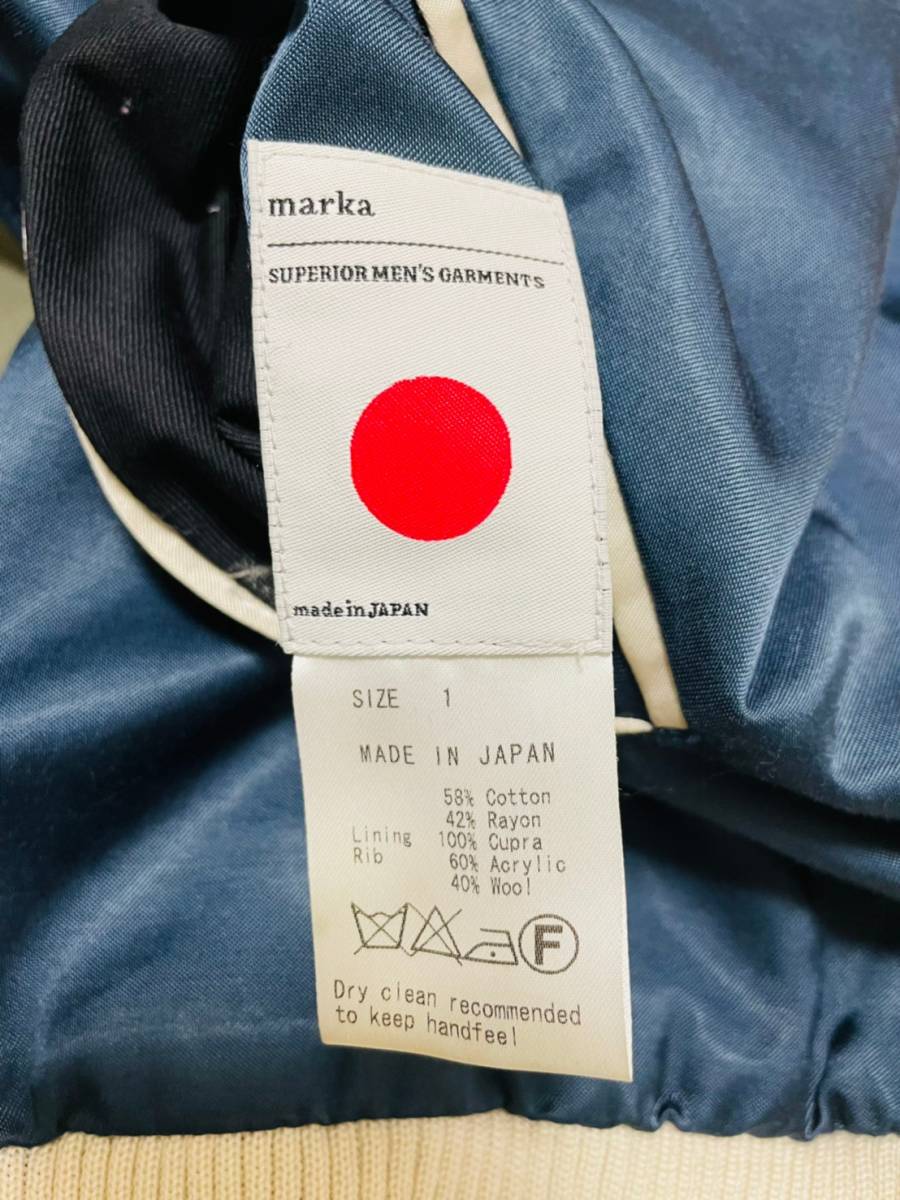 marka
SUPERIOR MEN'S GARMENTS
made in JAPAN
SIZE 1
MADE IN JAPAN
58% Cotton
42% Rayon
Lining 100% Cupra
Rib 60% Acrylic
40% Wool
F
Dry clean recommended
to keep handfeel